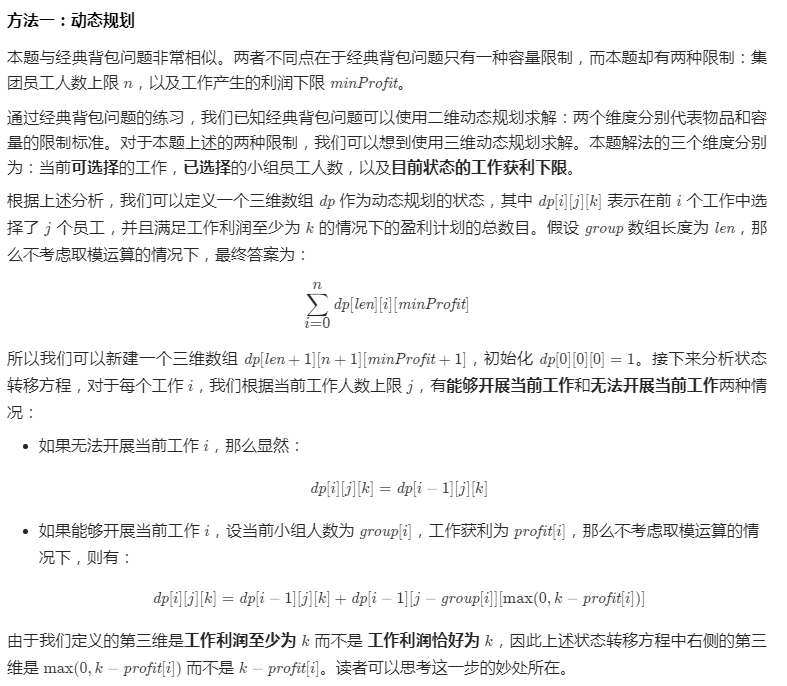 方法一：动态规划
本题与经典背包问题非常相似。两者不同点在于经典背包问题只有一种容量限制，而本题却有两种限制：集
团员工人数上限 n，以及工作产生的利润下限 minProfit。
通过经典背包问题的练习，我们已知经典背包问题可以使用二维动态规划求解：两个维度分别代表物品和容
量的限制标准。对于本题上述的两种限制，我们可以想到使用三维动态规划求解。本题解法的三个维度分别
为：当前可选择的工作，已选择的小组员工人数，以及目前状态的工作获利下限。
根据上述分析，我们可以定义一个三维数组 dp 作为动态规划的状态，其中 dp[i][j][k] 表示在前 i 个工作中选
择了 j 个员工，并且满足工作利润至少为 k 的情况下的盈利计划的总数目。假设 group 数组长度为 len，那
么不考虑取模运算的情况下，最终答案为：
n
∑ dp[len][i][minProfit]
i=0
所以我们可以新建一个三维数组 dp[len + 1][n + 1][minProfit + 1]，初始化 dp[0][0][0] = 1。接下来分析状态
转移方程，对于每个工作 i，我们根据当前工作人数上限 j，有能够开展当前工作和无法开展当前工作两种情
况：
• 如果无法开展当前工作 i，那么显然：
dp[i][j][k] = dp[i − 1][j][k]
• 如果能够开展当前工作 i，设当前小组人数为 group[i]，工作获利为 profit[i]，那么不考虑取模运算的情
况下，则有：
dp[i][j][k] = dp[i − 1][j][k] + dp[i − 1][j − group[i]][max(0, k − profit[i])]
由于我们定义的第三维是工作利润至少为 k 而不是 工作利润恰好为 k，因此上述状态转移方程中右侧的第三
维是 max(0, k − profit[i]) 而不是 k − profit[i]。读者可以思考这一步的妙处所在。